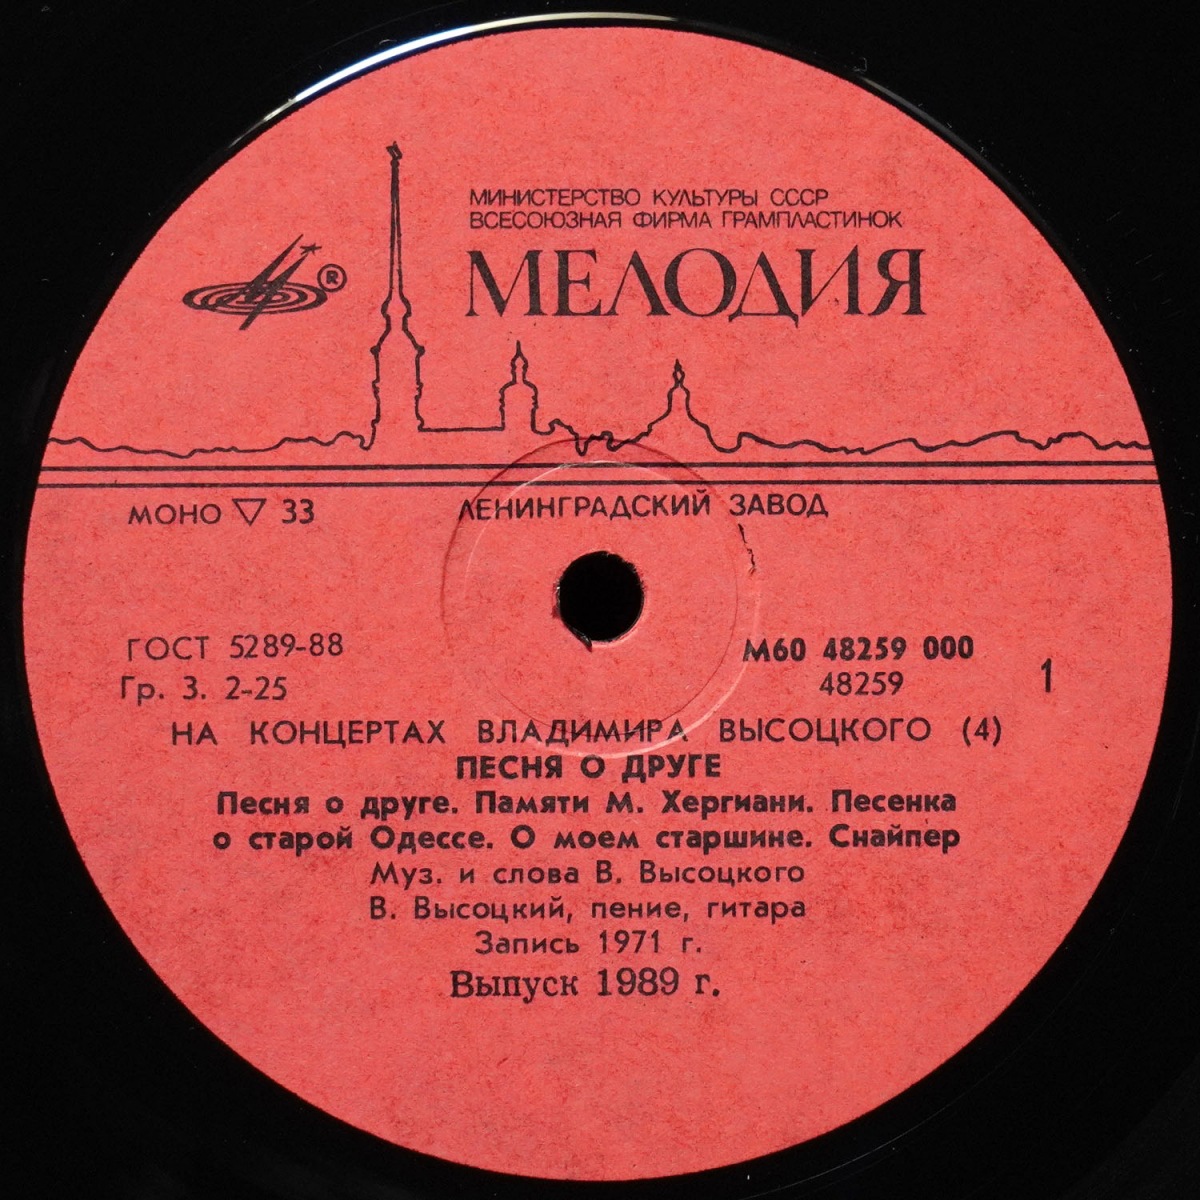 МИНИСТЕРСТВО КУЛЬТУРЫ СССР
ВСЕСОЮЗНАЯ ФИРМА ГРАМПЛАСТИНОК
МЕЛОДИЯ
®
МОНО ▽ 33
ЛЕНИНГРАДСКИЙ ЗАВОД
ГОСТ 5289-88
Гр. 3. 2-25
М60 48259 000
48259
1
НА КОНЦЕРТАХ ВЛАДИМИРА ВЫСОЦКОГО (4)
ПЕСНЯ О ДРУГЕ
Песня о друге. Памяти М. Хергиани. Песенка
о старой Одессе. О моем старшине. Снайпер
Муз. и слова В. Высоцкого
В. Высоцкий, пение, гитара
Запись 1971 г.
Выпуск 1989 г.